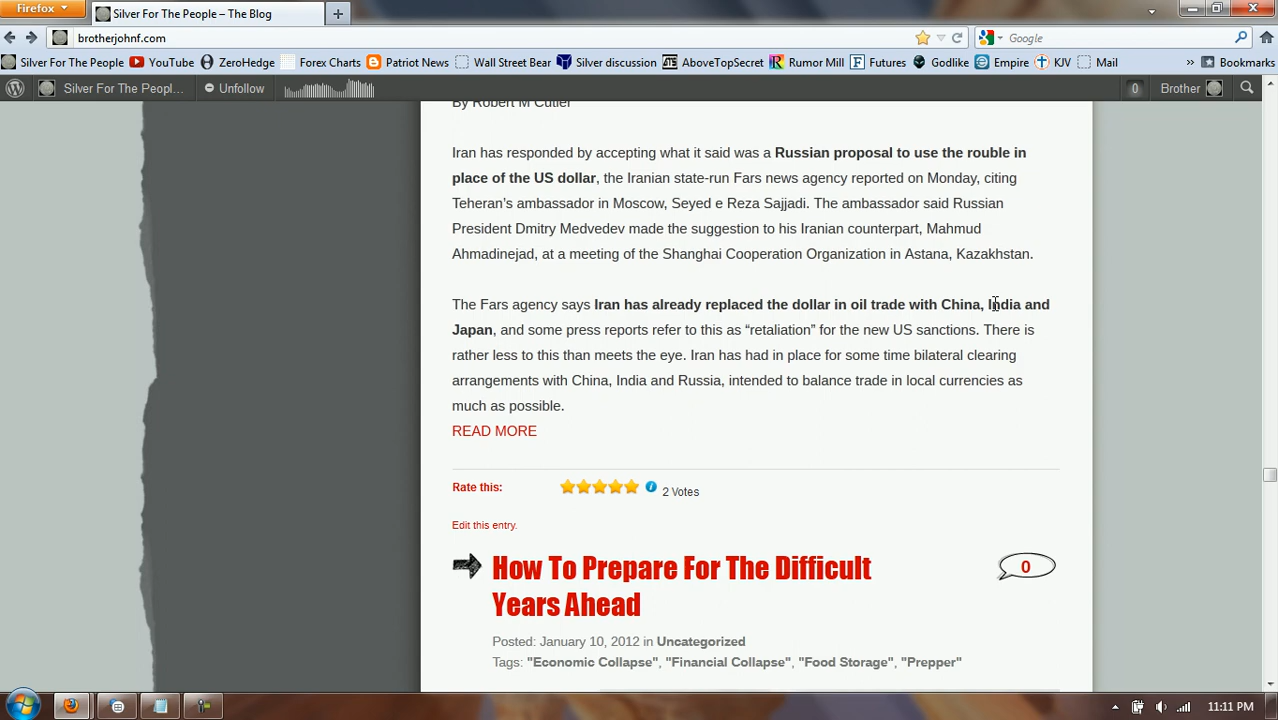 Firefox
Silver For The People – The Blog
brotherjohnf.com
Google
Silver For The People YouTube ZeroHedge Forex Charts Patriot News Wall Street Bear Silver discussion AboveTopSecret Rumor Mill Futures Godlike Empire KJV Mail » Bookmarks
Silver For The Peopl... Unfollow 0 Brother
By Robert M Cutler
Iran has responded by accepting what it said was a Russian proposal to use the rouble in
place of the US dollar, the Iranian state-run Fars news agency reported on Monday, citing
Teheran's ambassador in Moscow, Seyed e Reza Sajjadi. The ambassador said Russian
President Dmitry Medvedev made the suggestion to his Iranian counterpart, Mahmud
Ahmadinejad, at a meeting of the Shanghai Cooperation Organization in Astana, Kazakhstan.
The Fars agency says Iran has already replaced the dollar in oil trade with China, India and
Japan, and some press reports refer to this as “retaliation” for the new US sanctions. There is
rather less to this than meets the eye. Iran has had in place for some time bilateral clearing
arrangements with China, India and Russia, intended to balance trade in local currencies as
much as possible.
READ MORE
Rate this: 2 Votes
Edit this entry.
How To Prepare For The Difficult
Years Ahead
0
Posted: January 10, 2012 in Uncategorized
Tags: "Economic Collapse", "Financial Collapse", "Food Storage", "Prepper"
11:11 PM